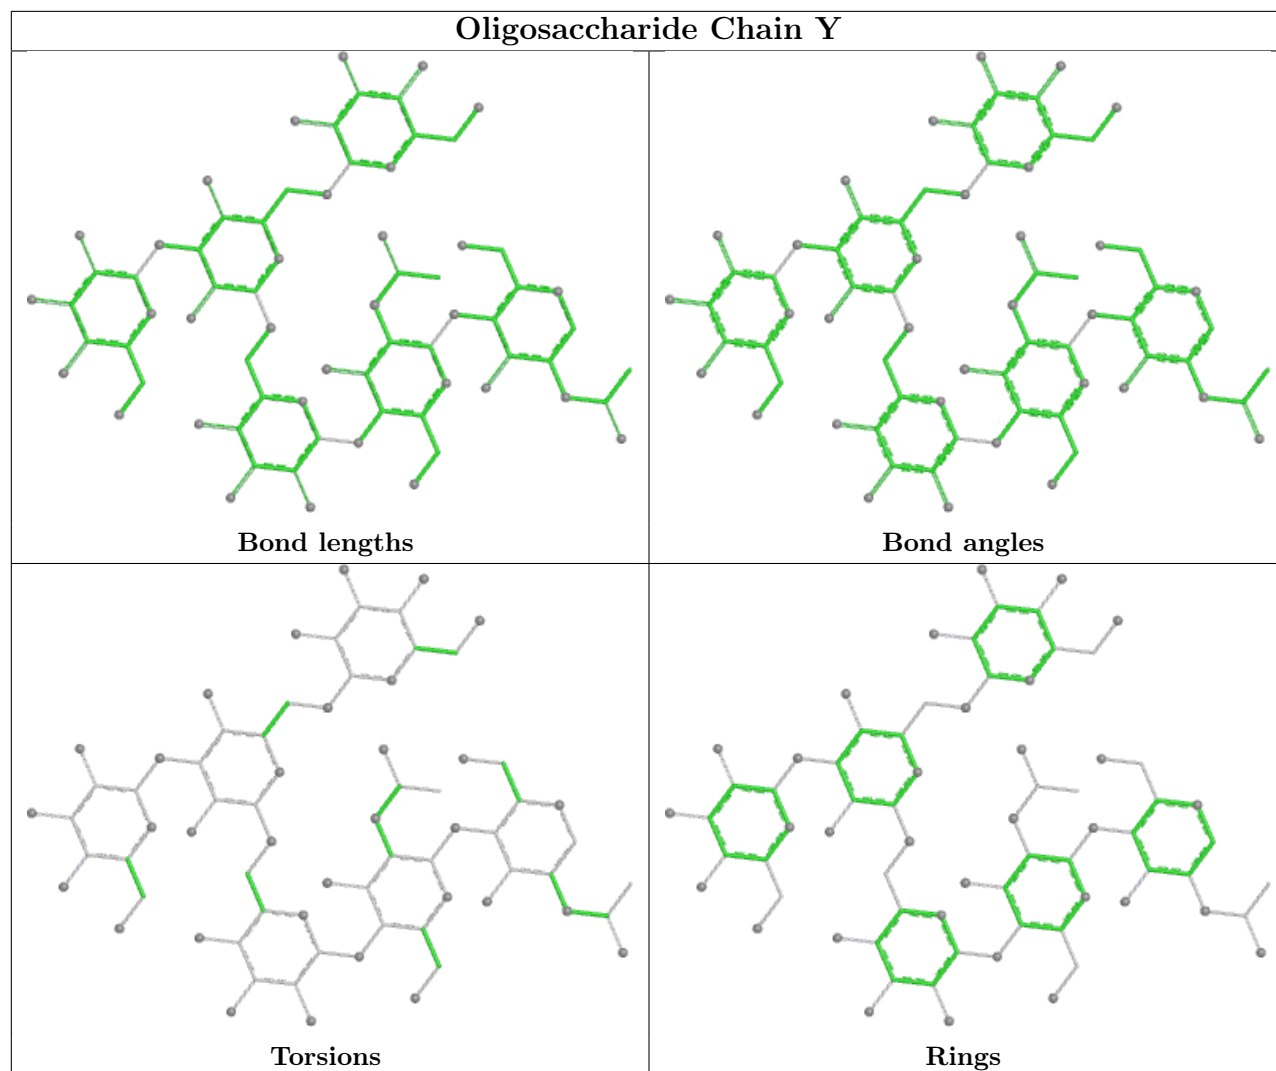 Oligosaccharide Chain Y
Bond lengths
Bond angles
Torsions
Rings